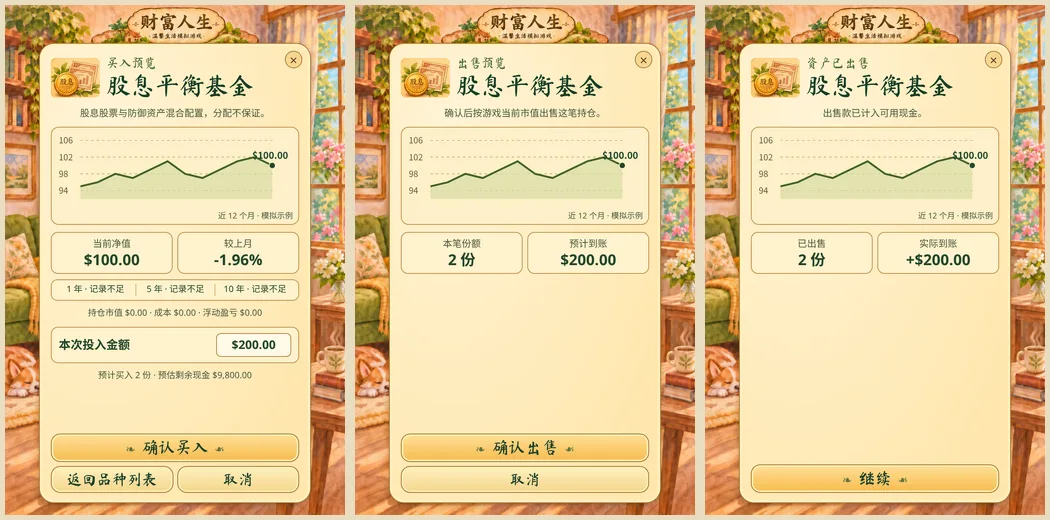 财富人生
温馨生活模拟游戏
买入预览
股息
股息平衡基金
股息股票与防御资产混合配置，分配不保证。
106
102
98
94
$100.00
近 12 个月 · 模拟示例
当前净值
$100.00
较上月
-1.96%
1 年 · 记录不足
5 年 · 记录不足
10 年 · 记录不足
持仓市值 $0.00 · 成本 $0.00 · 浮动盈亏 $0.00
本次投入金额
$200.00
预计买入 2 份 · 预估剩余现金 $9,800.00
确认买入
返回品种列表
取消
财富人生
温馨生活模拟游戏
出售预览
股息
股息平衡基金
确认后按游戏当前市值出售这笔持仓。
106
102
98
94
$100.00
近 12 个月 · 模拟示例
本笔份额
2 份
预计到账
$200.00
确认出售
取消
财富人生
温馨生活模拟游戏
资产已出售
股息
股息平衡基金
出售款已计入可用现金。
106
102
98
94
$100.00
近 12 个月 · 模拟示例
已出售
2 份
实际到账
+$200.00
继续